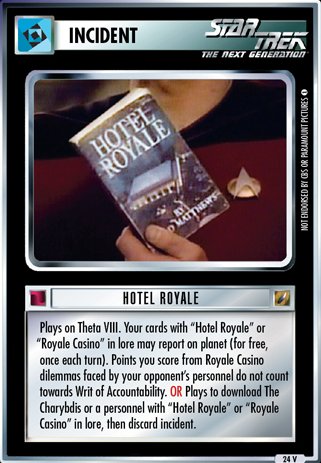 INCIDENT
STAR TREK
THE NEXT GENERATION
HOTEL
ROYALE
BY
MATTHEWS
NOT ENDORSED BY CBS OR PARAMOUNT PICTURES
HOTEL ROYALE
Plays on Theta VIII. Your cards with “Hotel Royale” or
“Royale Casino” in lore may report on planet (for free,
once each turn). Points you score from Royale Casino
dilemmas faced by your opponent's personnel do not count
towards Writ of Accountability. OR Plays to download The
Charybdis or a personnel with “Hotel Royale” or “Royale
Casino” in lore, then discard incident.
24 V